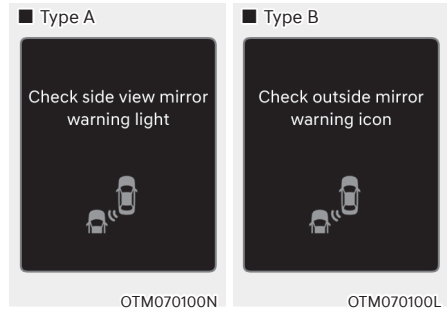 ■ Type A
Check side view mirror
warning light
OTM070100N
■ Type B
Check outside mirror
warning icon
OTM070100L